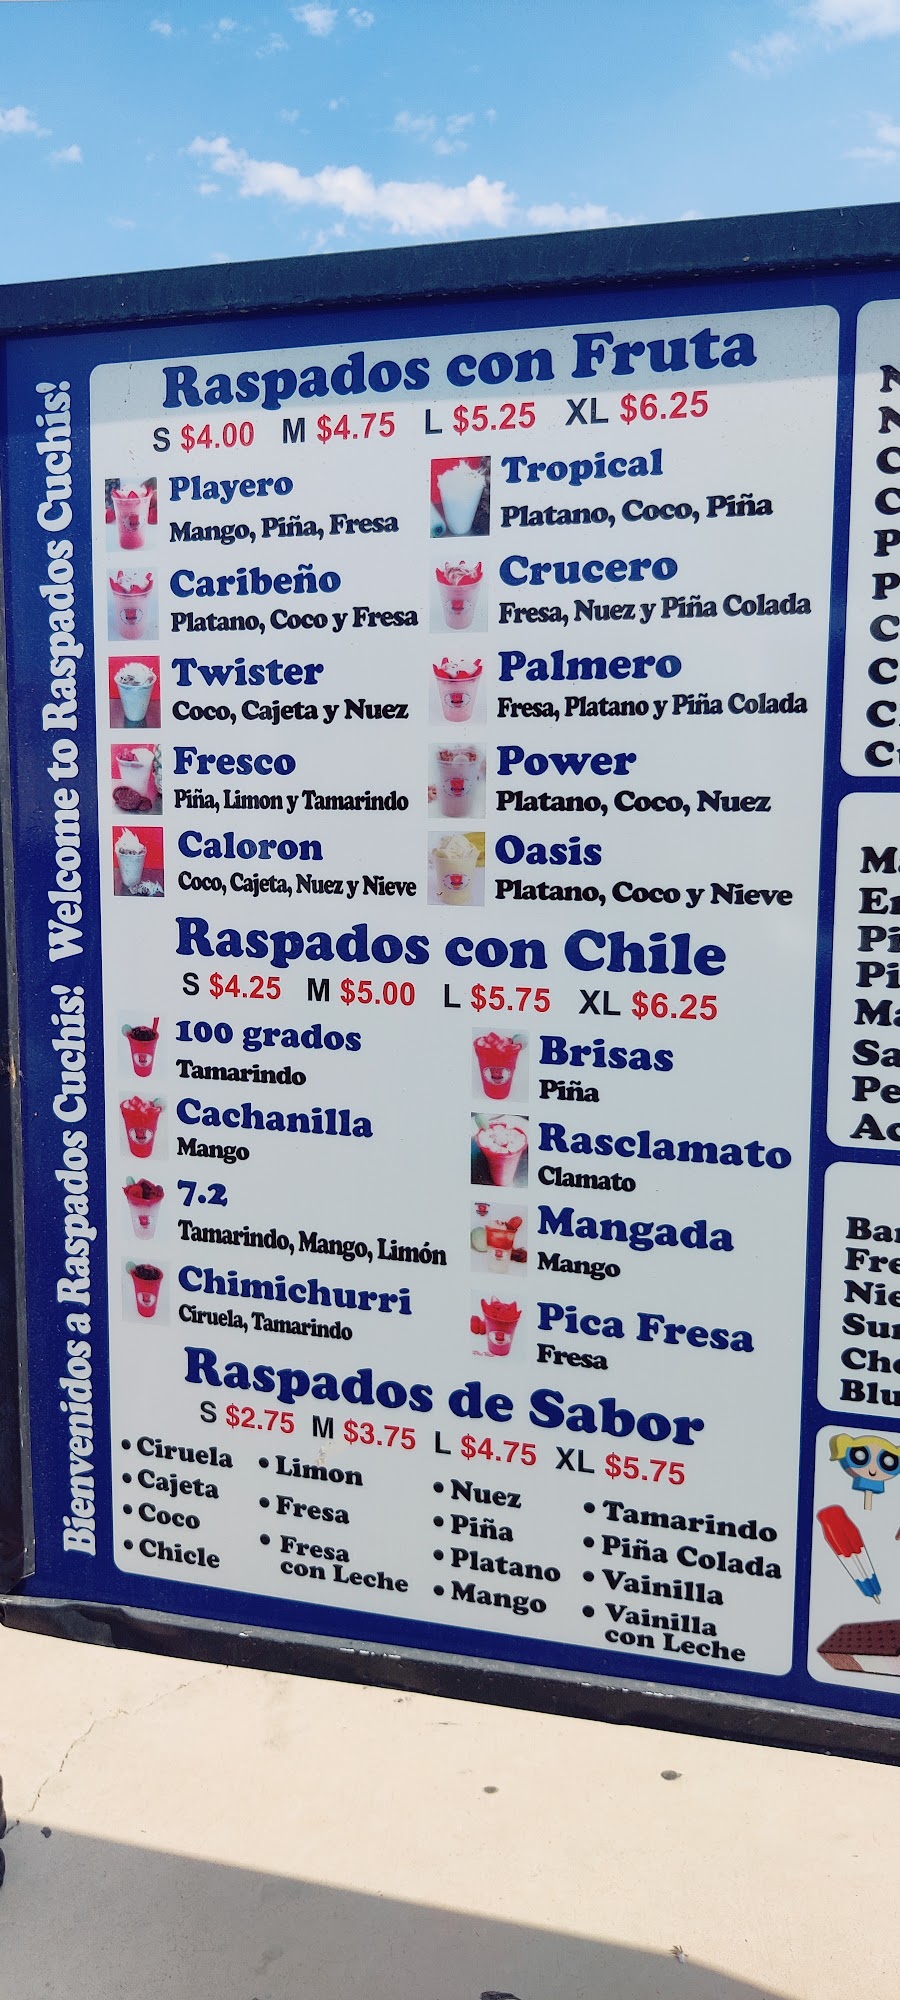 Bienvenidos a Raspados Cuchis! Welcome to Raspados Cuchis!
Raspados con Fruta
S $4.00 M $4.75 L $5.25 XL $6.25
Playero
Mango, Piña, Fresa
Caribeño
Platano, Coco y Fresa
Twister
Coco, Cajeta y Nuez
Fresco
Piña, Limon y Tamarindo
Caloron
Coco, Cajeta, Nuez y Nieve
Tropical
Platano, Coco, Piña
Crucero
Fresa, Nuez y Piña Colada
Palmero
Fresa, Platano y Piña Colada
Power
Platano, Coco, Nuez
Oasis
Platano, Coco y Nieve
Raspados con Chile
S $4.25 M $5.00 L $5.75 XL $6.25
100 grados
Tamarindo
Cachanilla
Mango
7.2
Tamarindo, Mango, Limón
Chimichurri
Ciruela, Tamarindo
Brisas
Piña
Rasclamato
Clamato
Mangada
Mango
Pica Fresa
Fresa
Raspados de Sabor
S $2.75 M $3.75 L $4.75 XL $5.75
• Ciruela
• Cajeta
• Coco
• Chicle
• Limon
• Fresa
• Fresa
con Leche
• Nuez
• Piña
• Platano
• Mango
• Tamarindo
• Piña Colada
• Vainilla
• Vainilla
con Leche